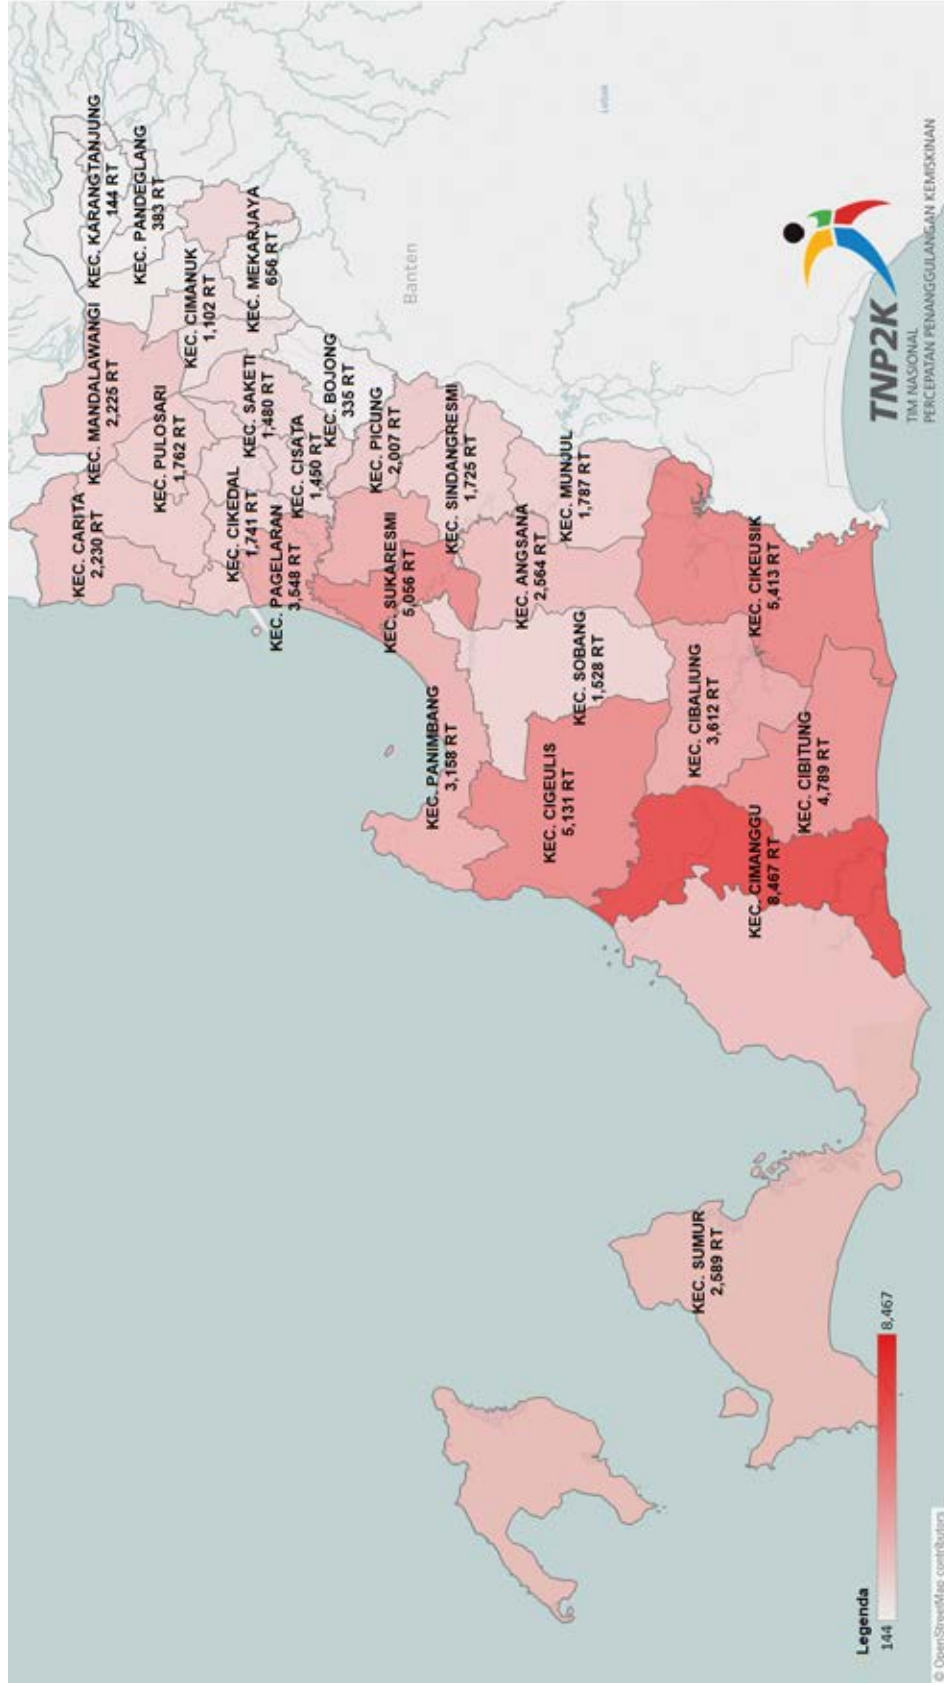 KEC. KARANGTANJUNG
144 RT
KEC. PANDEGLANG
383 RT
KEC. MANDALAWANGI
2,225 RT
KEC. CIMANUK
1,102 RT
KEC. MEKARJAYA
656 RT
KEC. CARITA
2,230 RT
KEC. PULOSARI
1,762 RT
KEC. SAKETI
1,480 RT
KEC. CIKEDAL
1,741 RT
KEC. CISATA
1,450 RT
KEC. BOJONG
335 RT
KEC. PAGELARAN
3,548 RT
KEC. PICUNG
2,007 RT
KEC. SUKARESMI
5,056 RT
KEC. SINDANGRESMI
1,725 RT
KEC. PANIMBANG
3,158 RT
KEC. ANGSANA
2,564 RT
KEC. MUNJUL
1,787 RT
KEC. SOBANG
1,528 RT
KEC. CIGEULIS
5,131 RT
KEC. CIBALIUNG
3,612 RT
KEC. CIKEUSIK
5,413 RT
KEC. CIBITUNG
4,789 RT
KEC. CIMANGGU
8,467 RT
KEC. SUMUR
2,589 RT
Banten
Lebak
TNP2K
TIM NASIONAL
PERCEPATAN PENANGGULANGAN KEMISKINAN
Legenda
144 8,467
© OpenStreetMap contributors